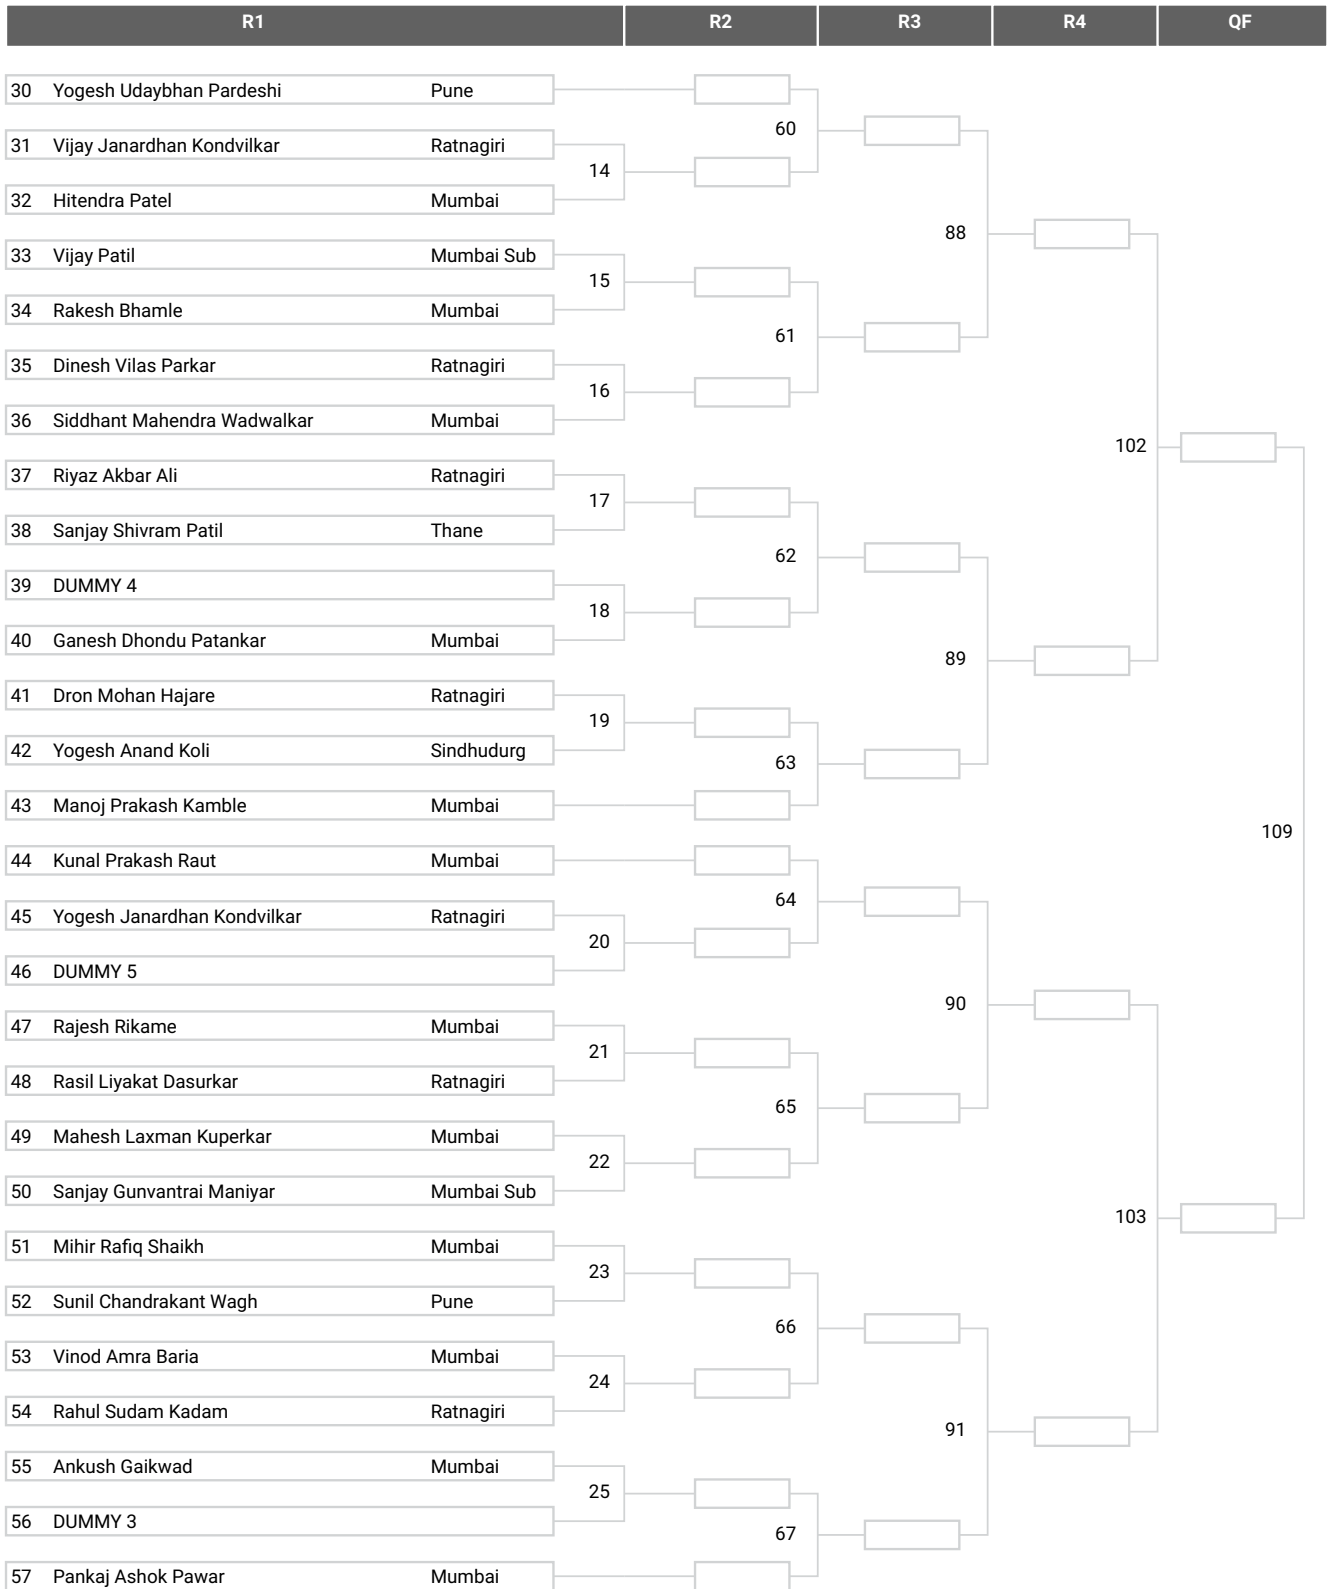 R1 R2 R3 R4 QF
30 Yogesh Udaybhan Pardeshi Pune
60
31 Vijay Janardhan Kondvilkar Ratnagiri
14
32 Hitendra Patel Mumbai
88
33 Vijay Patil Mumbai Sub
15
34 Rakesh Bhamle Mumbai
61
35 Dinesh Vilas Parkar Ratnagiri
16
36 Siddhant Mahendra Wadwalkar Mumbai
102
37 Riyaz Akbar Ali Ratnagiri
17
38 Sanjay Shivram Patil Thane
62
39 DUMMY 4
18
40 Ganesh Dhondu Patankar Mumbai
89
41 Dron Mohan Hajare Ratnagiri
19
42 Yogesh Anand Koli Sindhudurg
63
43 Manoj Prakash Kamble Mumbai
109
44 Kunal Prakash Raut Mumbai
64
45 Yogesh Janardhan Kondvilkar Ratnagiri
20
46 DUMMY 5
90
47 Rajesh Rikame Mumbai
21
48 Rasil Liyakat Dasurkar Ratnagiri
65
49 Mahesh Laxman Kuperkar Mumbai
22
50 Sanjay Gunvantrai Maniyar Mumbai Sub
103
51 Mihir Rafiq Shaikh Mumbai
23
52 Sunil Chandrakant Wagh Pune
66
53 Vinod Amra Baria Mumbai
24
54 Rahul Sudam Kadam Ratnagiri
91
55 Ankush Gaikwad Mumbai
25
56 DUMMY 3
67
57 Pankaj Ashok Pawar Mumbai